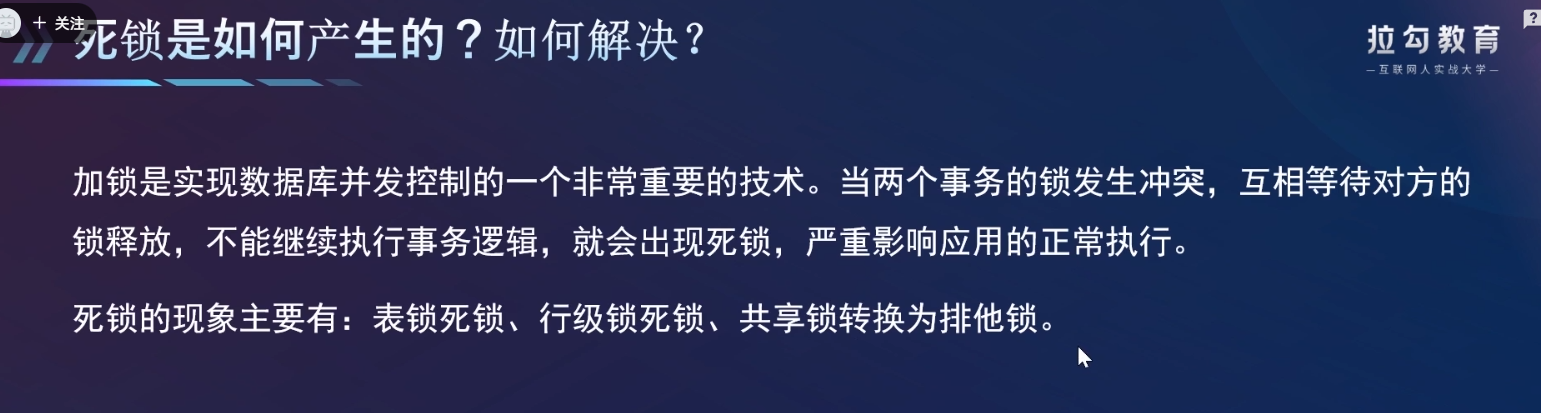 + 关注
死锁是如何产生的？如何解决？
拉勾教育
—互联网人实战大学—
?
加锁是实现数据库并发控制的一个非常重要的技术。当两个事务的锁发生冲突，互相等待对方的
锁释放，不能继续执行事务逻辑，就会出现死锁，严重影响应用的正常执行。
死锁的现象主要有：表锁死锁、行级锁死锁、共享锁转换为排他锁。